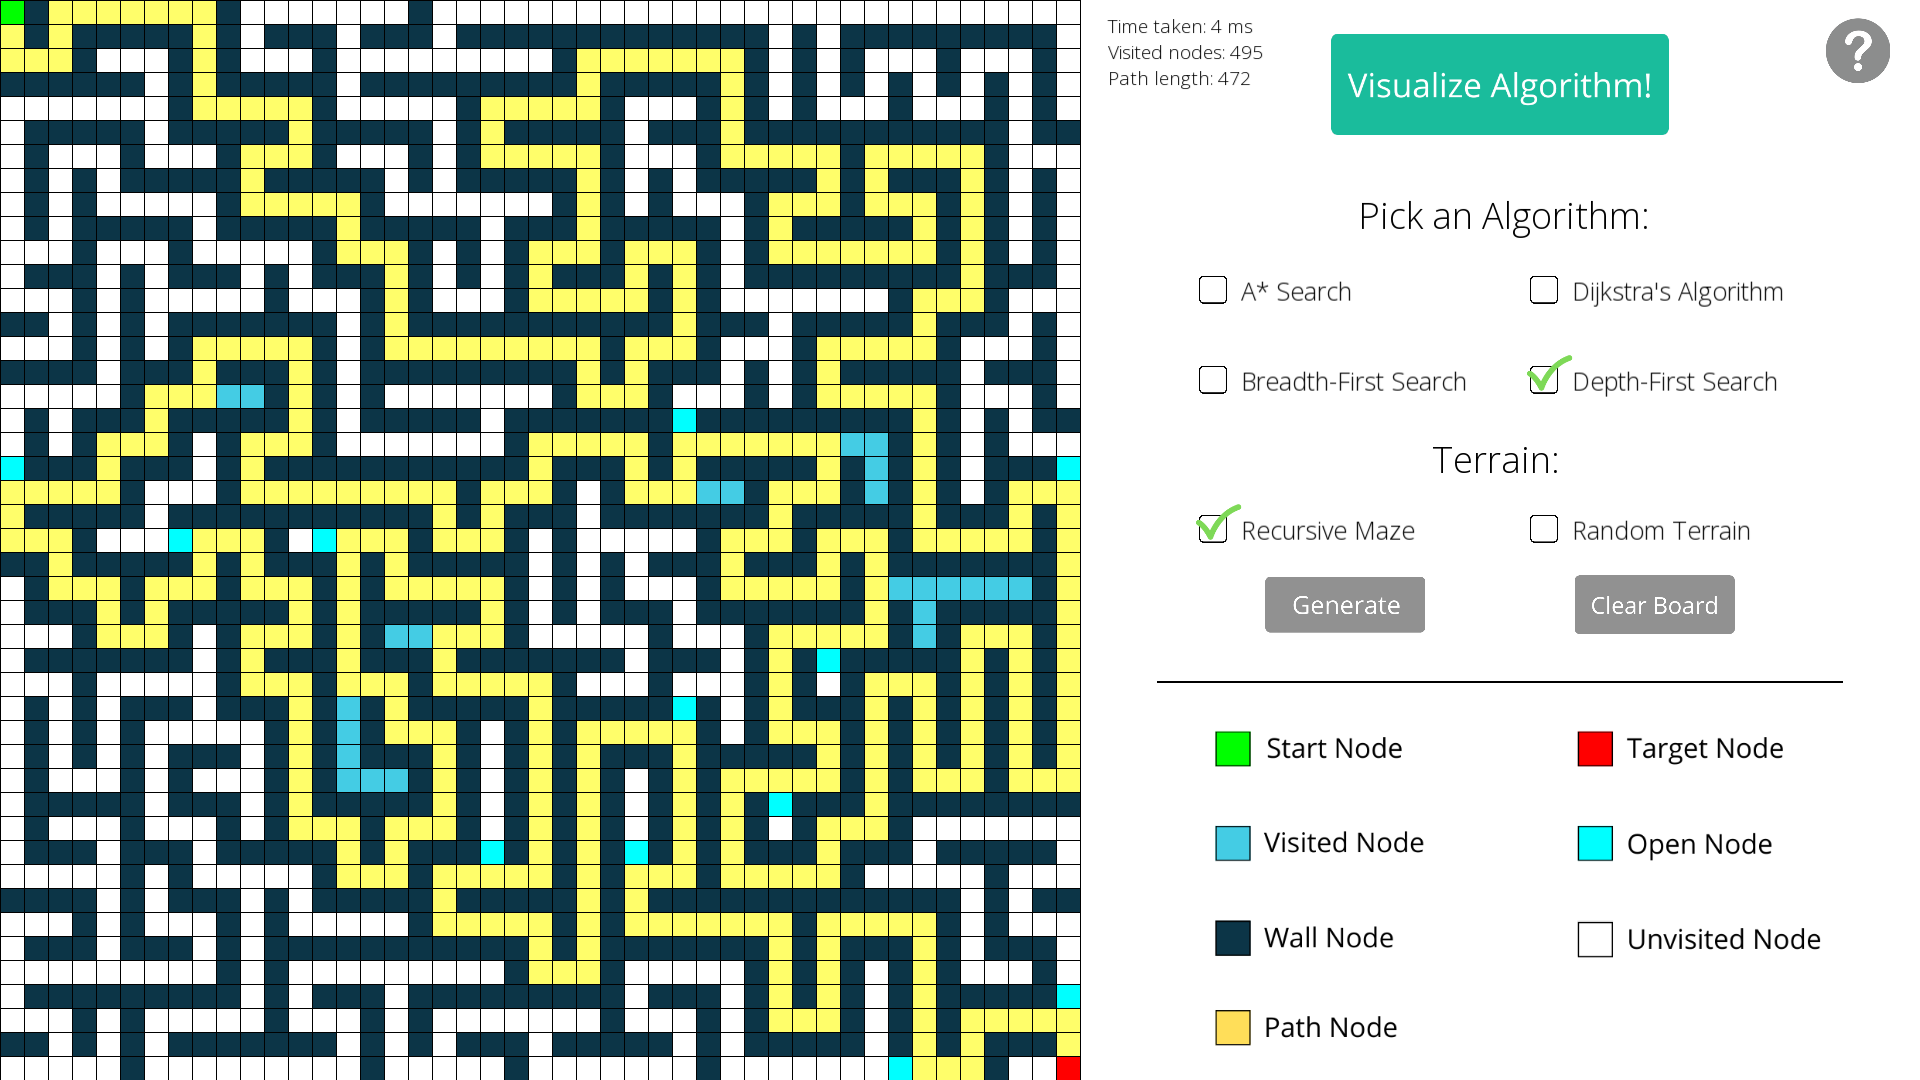 Time taken: 4 ms
Visited nodes: 495
Path length: 472
Visualize Algorithm!
?
Pick an Algorithm:
A* Search
Dijkstra's Algorithm
Breadth-First Search
Depth-First Search
Terrain:
Recursive Maze
Random Terrain
Generate
Clear Board
Start Node
Target Node
Visited Node
Open Node
Wall Node
Unvisited Node
Path Node